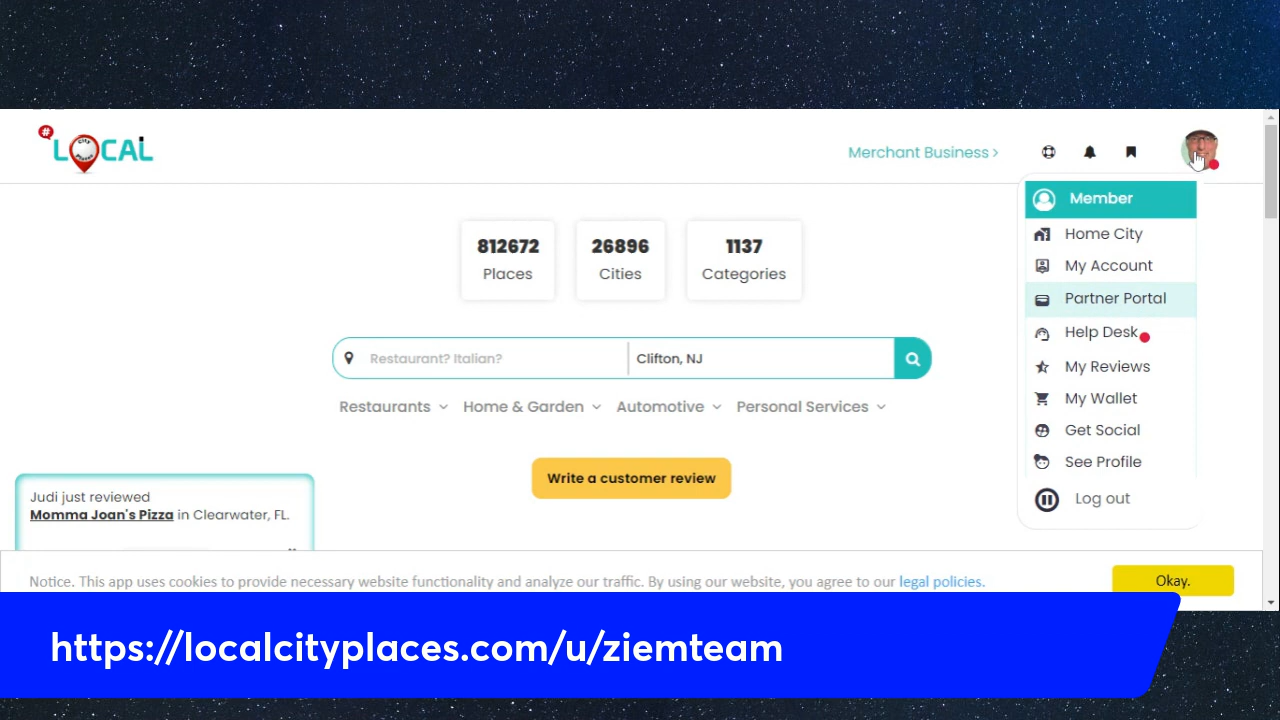 # LOCAL
CITY
Merchant Business >
Member
Home City
My Account
Partner Portal
Help Desk
My Reviews
My Wallet
Get Social
See Profile
Log out
812672
Places
26896
Cities
1137
Categories
Restaurant? Italian?
Clifton, NJ
Restaurants
Home & Garden
Automotive
Personal Services
Write a customer review
Judi just reviewed
Momma Joan's Pizza in Clearwater, FL.
Notice. This app uses cookies to provide necessary website functionality and analyze our traffic. By using our website, you agree to our legal policies.
Okay.
https://localcityplaces.com/u/ziemteam